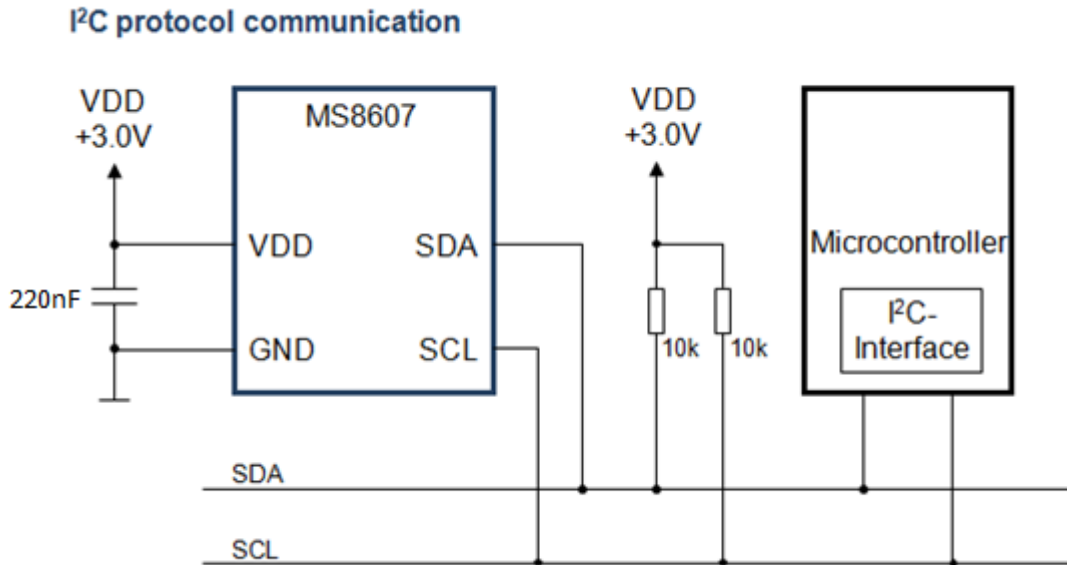 I²C protocol communication
VDD
+3.0V
MS8607
VDD
+3.0V
VDD
SDA
Microcontroller
220nF
I²C-
Interface
GND
SCL
10k
10k
SDA
SCL